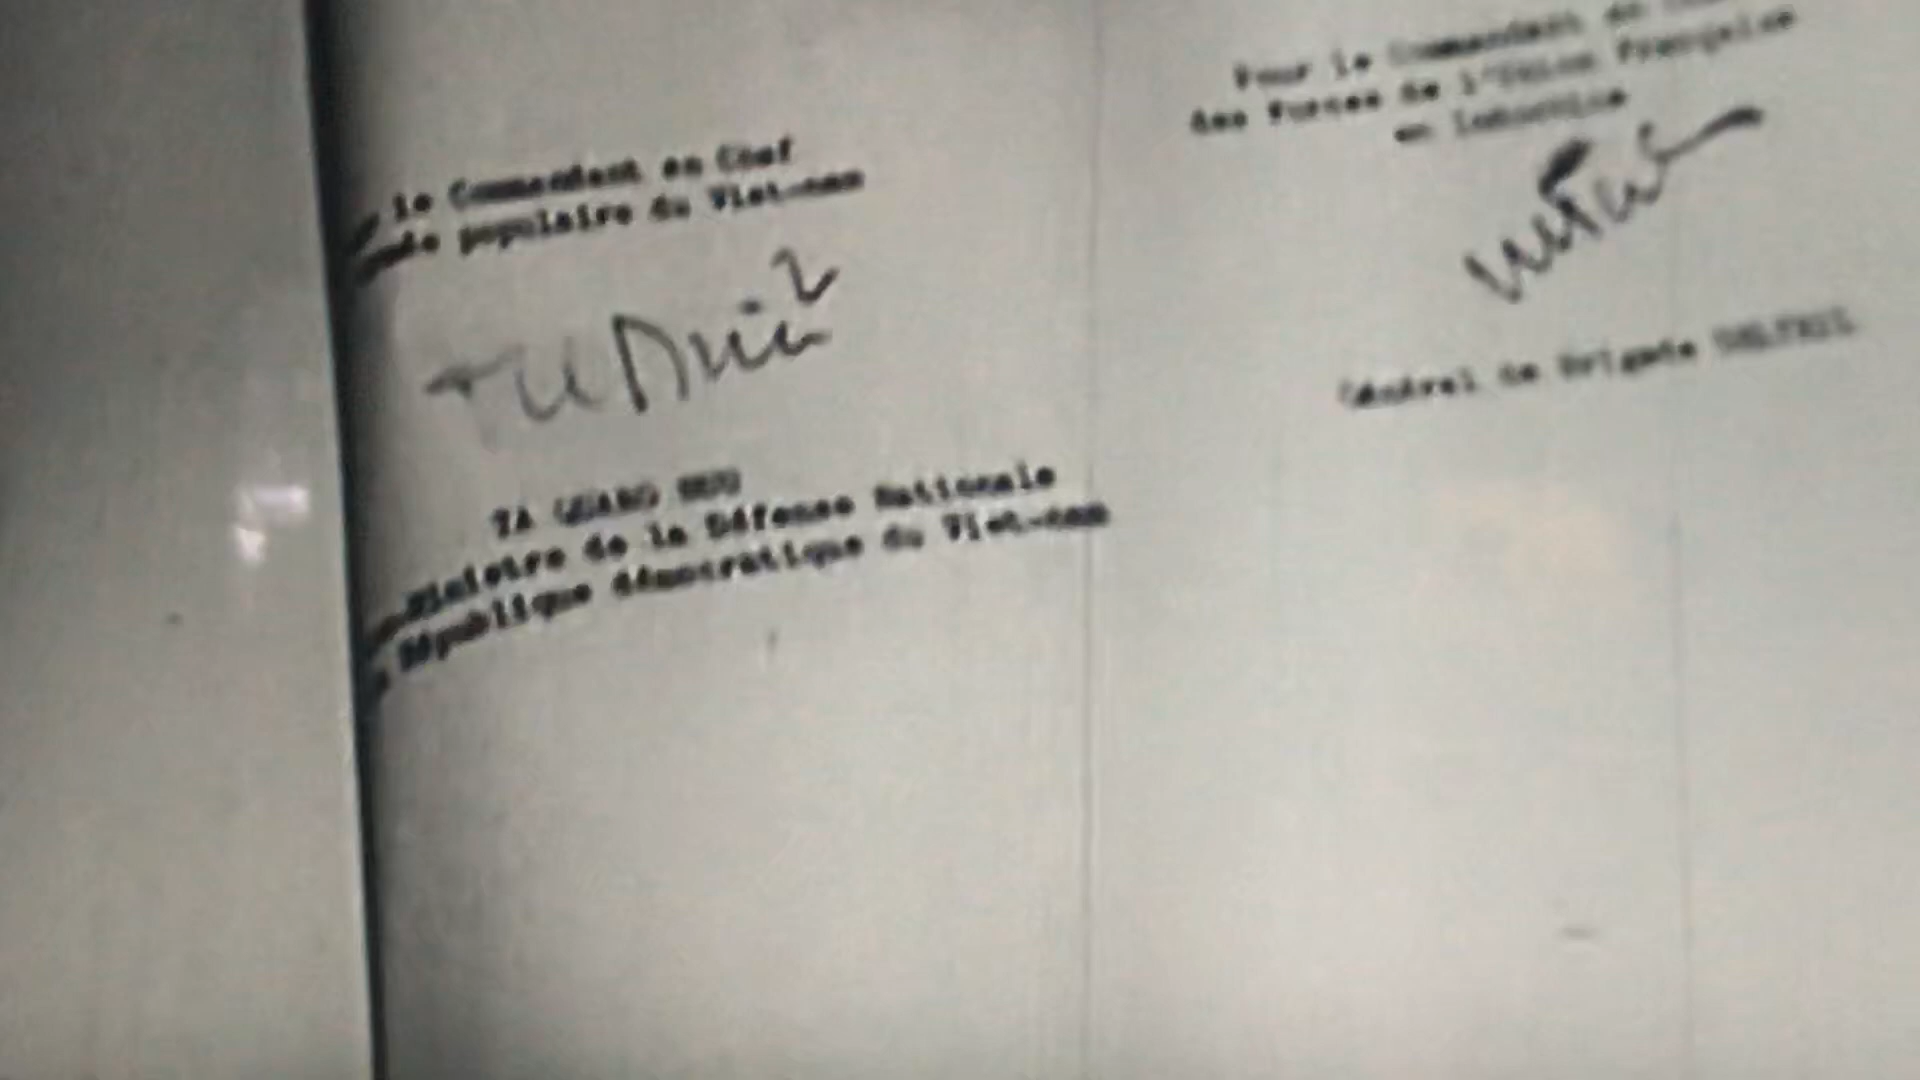 le Commandant en Chef
populaire du Viet-nam
TA QUANG BUU
Ministre de la Défense Nationale
République démocratique du Viet-nam
Pour le Commandant en
des Forces de l'Union Française
en Indochine
Général de Brigade DELTEIL